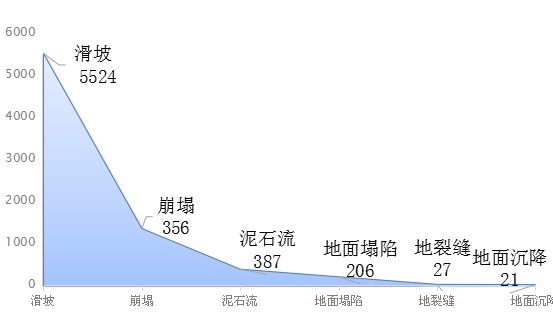 6000
5000
4000
3000
2000
1000
0
滑坡
5524
崩塌
356
泥石流
387
地面塌陷
206
地裂缝
27
地面沉降
21
滑坡
崩塌
泥石流
地面塌陷
地裂缝
地面沉降